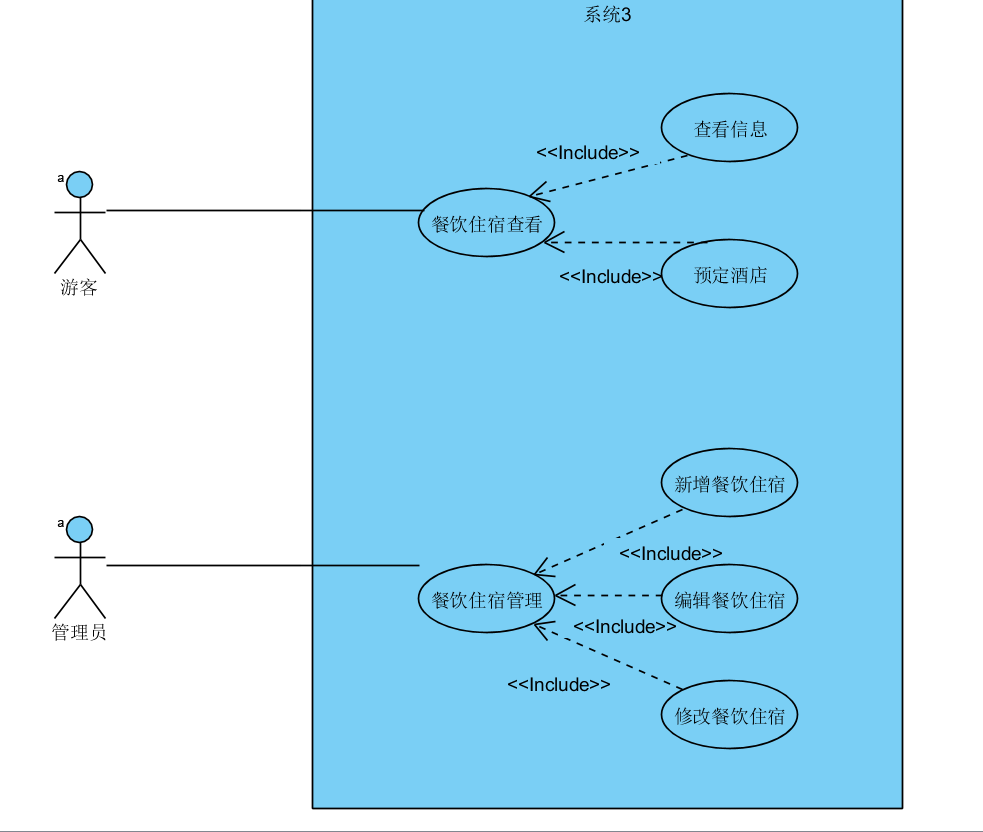 系统3
查看信息
<<Include>>
a
餐饮住宿查看
<<Include>>
预定酒店
游客
新增餐饮住宿
a
<<Include>>
餐饮住宿管理
编辑餐饮住宿
<<Include>>
管理员
<<Include>>
修改餐饮住宿